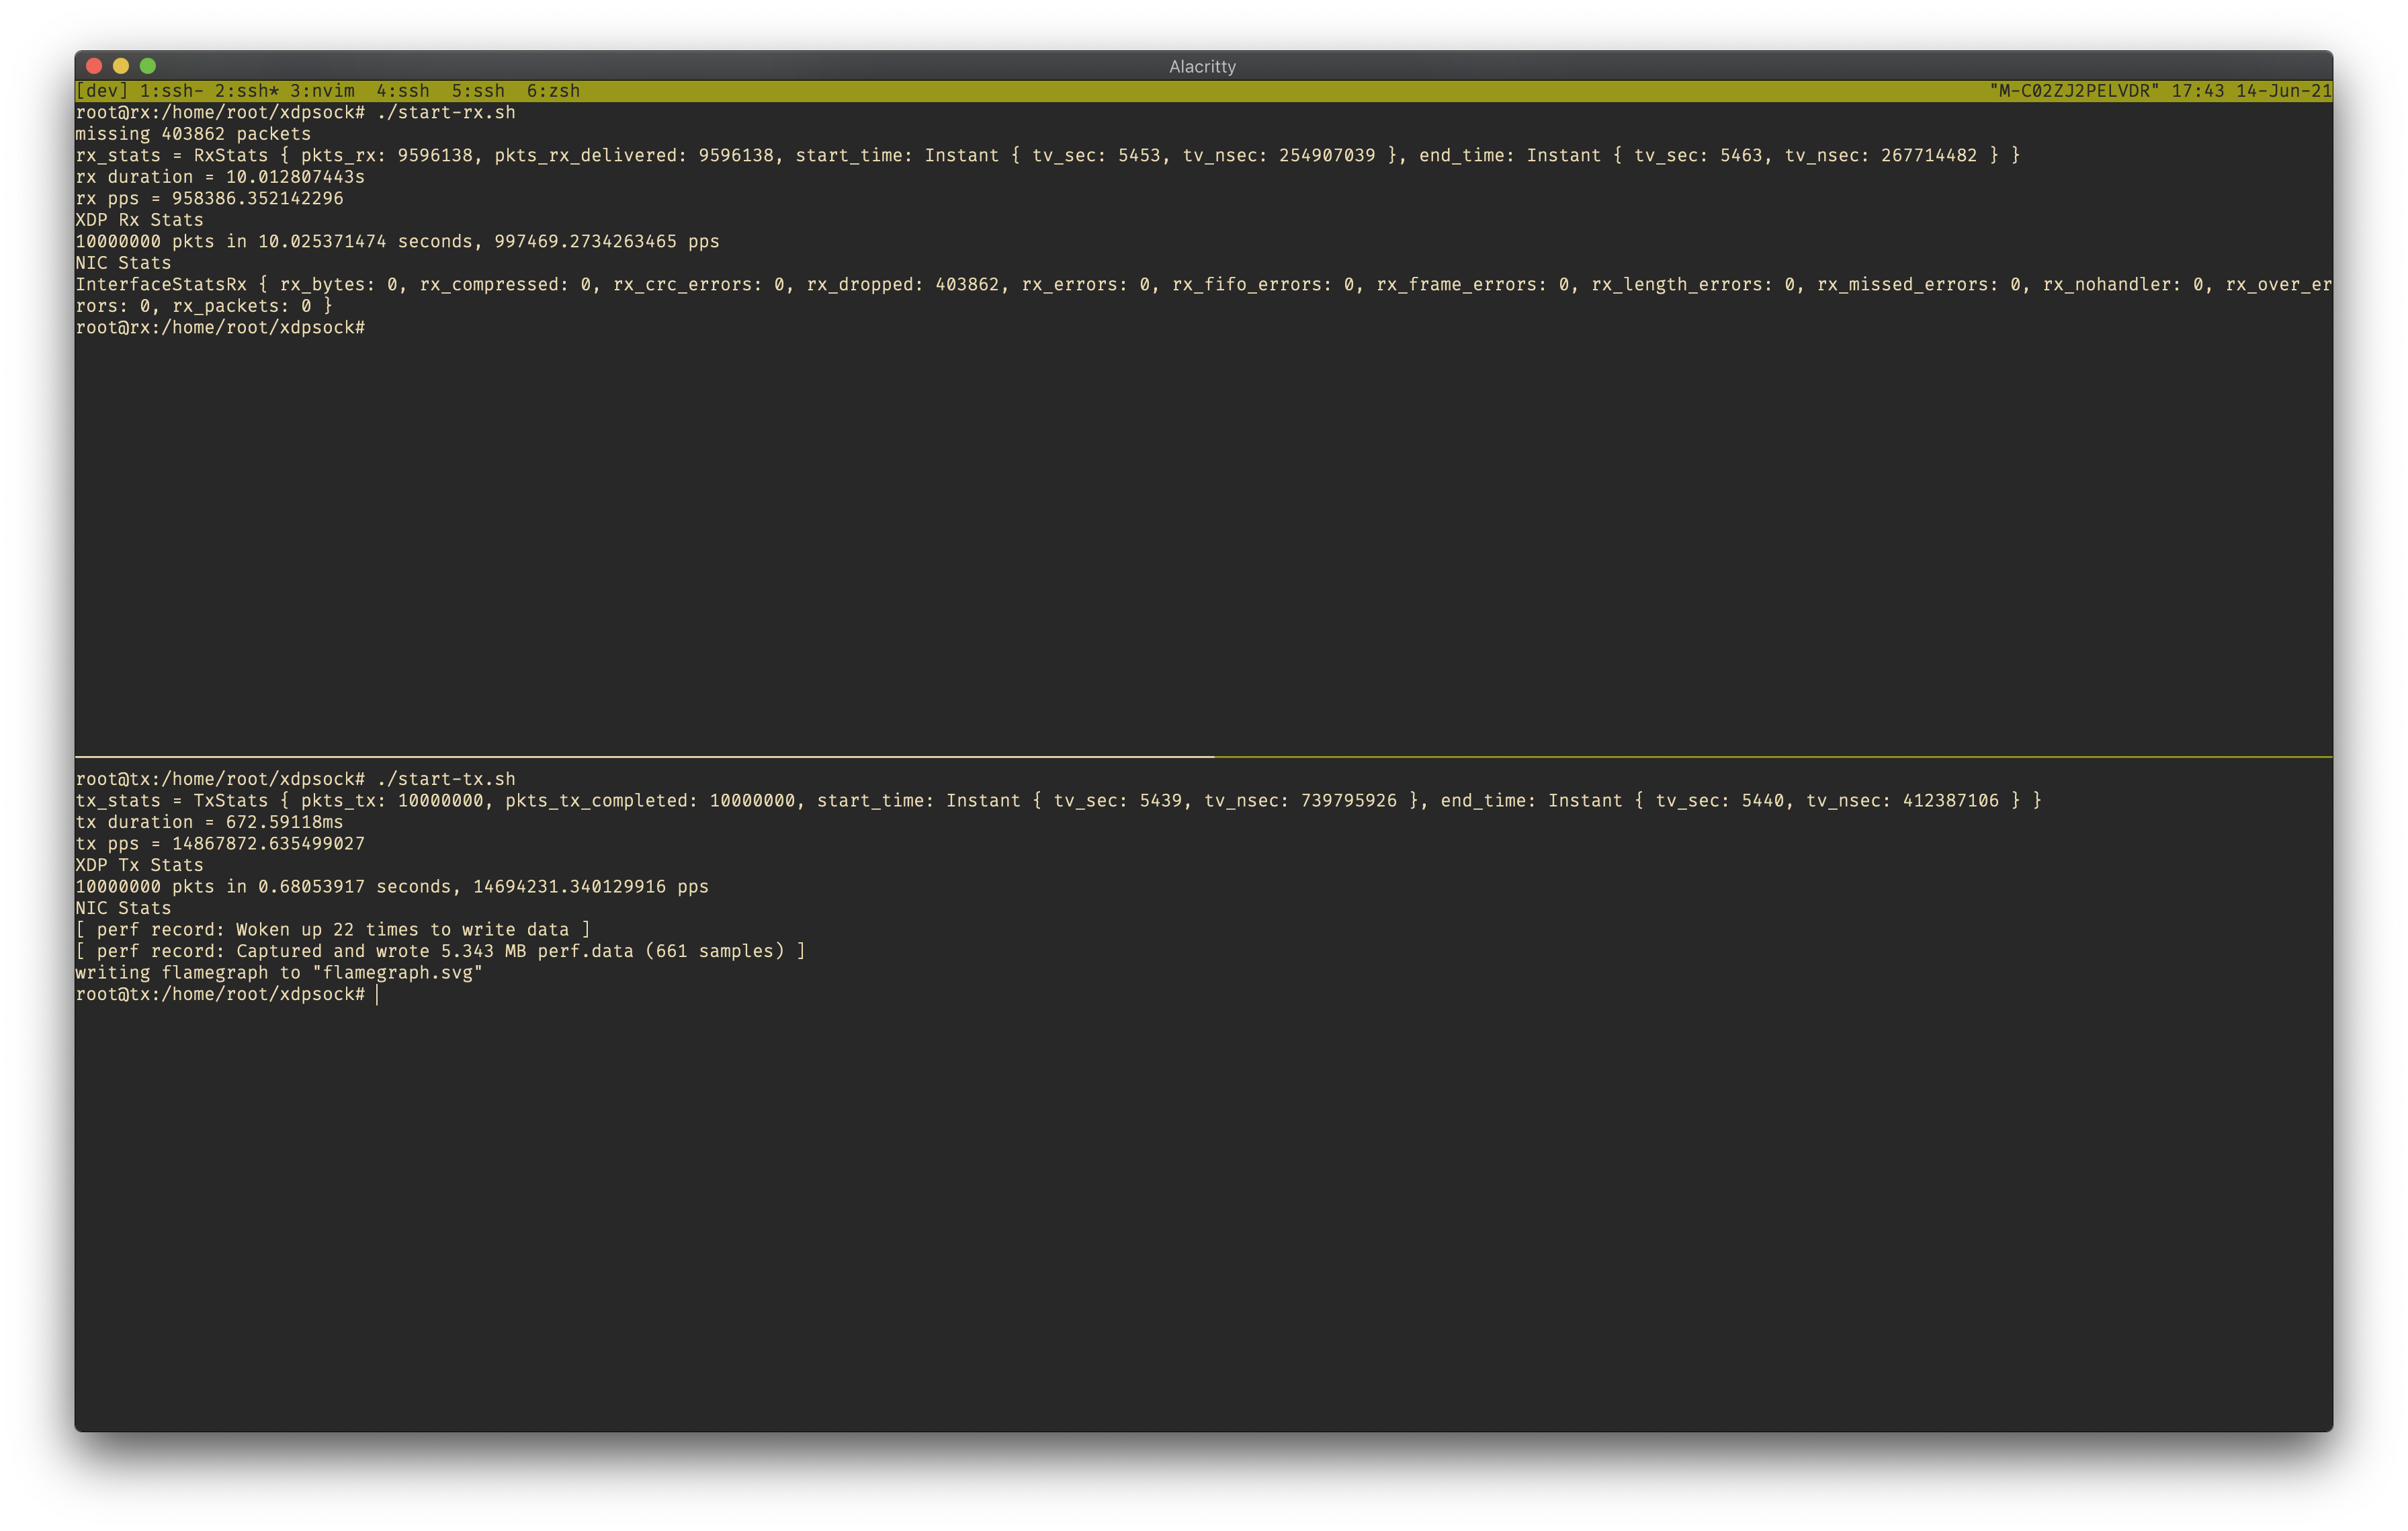 Alacritty
[dev] 1:ssh- 2:ssh* 3:nvim  4:ssh  5:ssh  6:zsh "M-C02ZJ2PELVDR" 17:43 14-Jun-21
root@rx:/home/root/xdpsock# ./start-rx.sh
missing 403862 packets
rx_stats = RxStats { pkts_rx: 9596138, pkts_rx_delivered: 9596138, start_time: Instant { tv_sec: 5453, tv_nsec: 254907039 }, end_time: Instant { tv_sec: 5463, tv_nsec: 267714482 } }
rx duration = 10.012807443s
rx pps = 958386.352142296
XDP Rx Stats
10000000 pkts in 10.025371474 seconds, 997469.2734263465 pps
NIC Stats
InterfaceStatsRx { rx_bytes: 0, rx_compressed: 0, rx_crc_errors: 0, rx_dropped: 403862, rx_errors: 0, rx_fifo_errors: 0, rx_frame_errors: 0, rx_length_errors: 0, rx_missed_errors: 0, rx_nohandler: 0, rx_over_er
rors: 0, rx_packets: 0 }
root@rx:/home/root/xdpsock#
root@tx:/home/root/xdpsock# ./start-tx.sh
tx_stats = TxStats { pkts_tx: 10000000, pkts_tx_completed: 10000000, start_time: Instant { tv_sec: 5439, tv_nsec: 739795926 }, end_time: Instant { tv_sec: 5440, tv_nsec: 412387106 } }
tx duration = 672.59118ms
tx pps = 14867872.635499027
XDP Tx Stats
10000000 pkts in 0.68053917 seconds, 14694231.340129916 pps
NIC Stats
[ perf record: Woken up 22 times to write data ]
[ perf record: Captured and wrote 5.343 MB perf.data (661 samples) ]
writing flamegraph to "flamegraph.svg"
root@tx:/home/root/xdpsock#